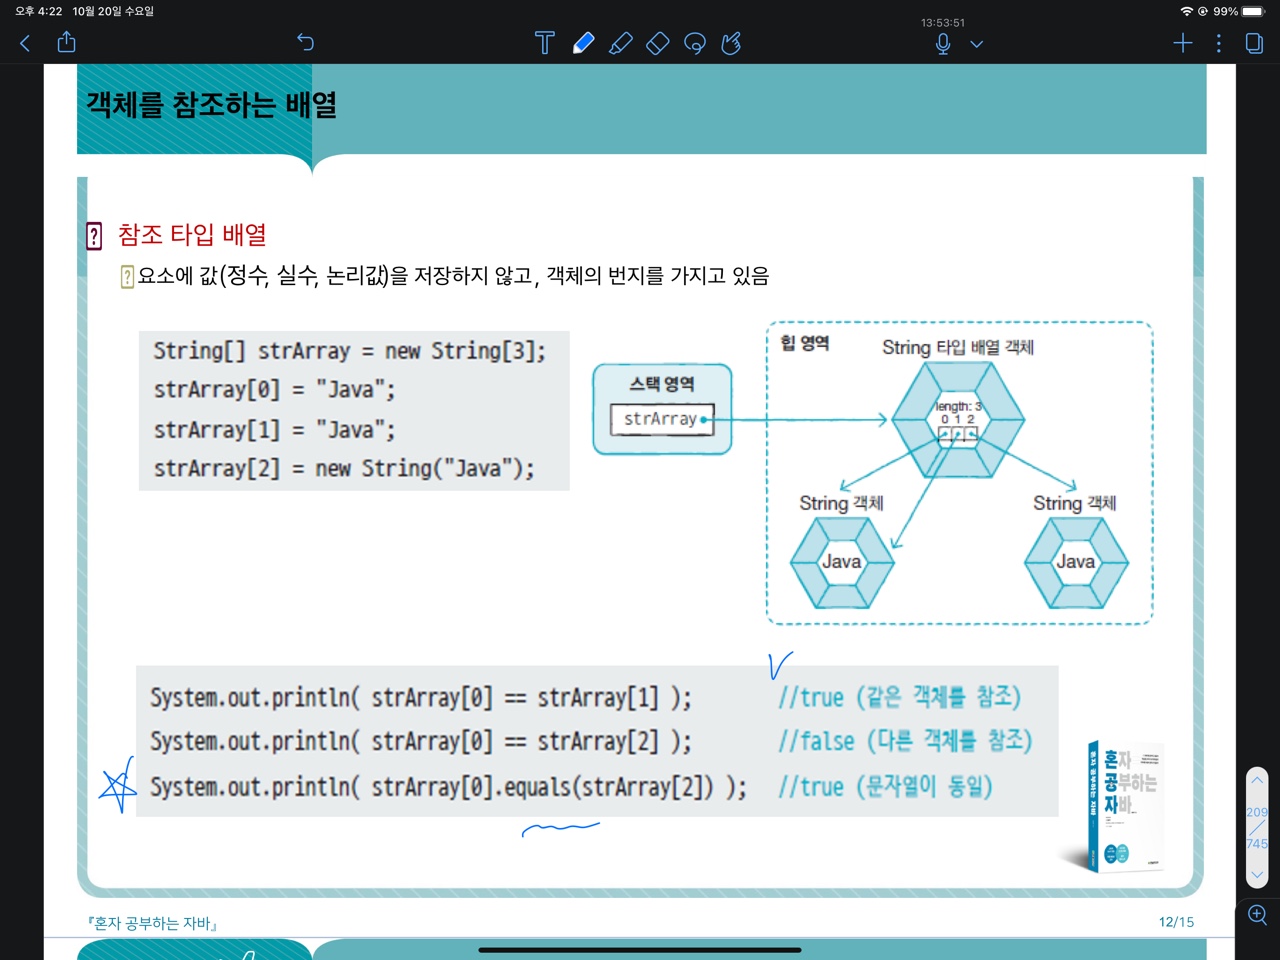 오후 4:22 10월 20일 수요일
99%
13:53:51
객체를 참조하는 배열
참조 타입 배열
요소에 값(정수, 실수, 논리값)을 저장하지 않고, 객체의 번지를 가지고 있음
String[] strArray = new String[3];
strArray[0] = "Java";
strArray[1] = "Java";
strArray[2] = new String("Java");
스택 영역
strArray
힙 영역
String 타입 배열 객체
length: 3
0 1 2
String 객체
Java
String 객체
Java
System.out.println( strArray[0] == strArray[1] ); //true (같은 객체를 참조)
System.out.println( strArray[0] == strArray[2] ); //false (다른 객체를 참조)
System.out.println( strArray[0].equals(strArray[2]) ); //true (문자열이 동일)
혼자
공부하는
자바
혼자 공부하는 자바
209
745
『혼자 공부하는 자바』
12/15